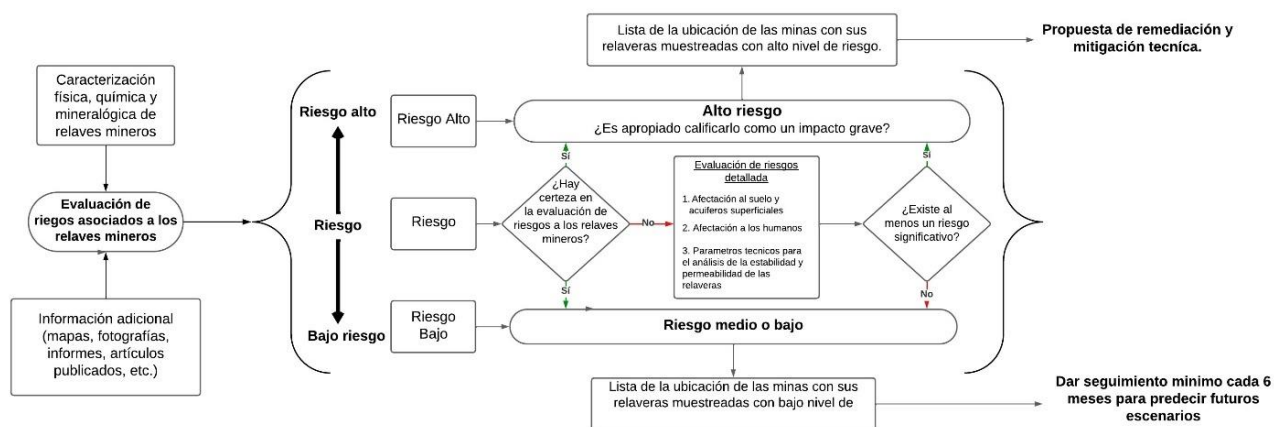 Caracterización
física, química y
mineralógica de
relaves mineros
Evaluación de
riegos asociados a los
relaves mineros
Información adicional
(mapas, fotografías,
informes, artículos
publicados, etc.)
Riesgo alto
Riesgo
Bajo riesgo
Riesgo Alto
Riesgo
Riesgo
Bajo
Lista de la ubicación de las minas con sus
relaveras muestreadas con alto nivel de riesgo.
Propuesta de remediación y
mitigación tecníca.
Alto riesgo
¿Es apropiado calificarlo como un impacto grave?
Sí
¿Hay
certeza en
la evaluación de
riesgos a los relaves
mineros?
No
Sí
Evaluación de riesgos
detallada
1. Afectación al suelo y
acuiferos superficiales
2. Afectación a los humanos
3. Parametros tecnicos para
el análisis de la estabilidad y
permeabilidad de las
relaveras
Sí
¿Existe al
menos un riesgo
significativo?
No
Riesgo medio o bajo
Lista de la ubicación de las minas con sus
relaveras muestreadas con bajo nivel de
Dar seguimiento minimo cada 6
meses para predecir futuros
escenarios